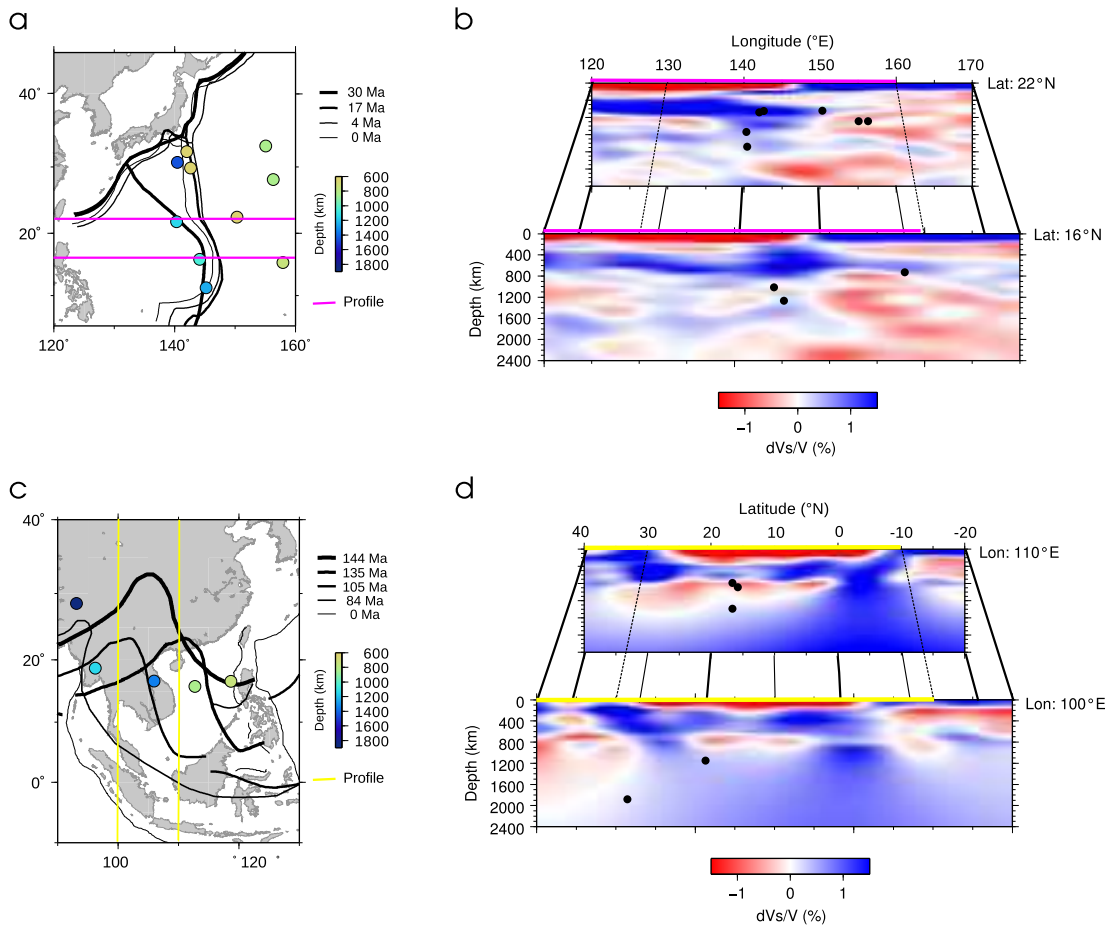 a
40˚
20˚
120˚
140˚
160˚
30 Ma
17 Ma
4 Ma
0 Ma
Depth (km)
600
800
1000
1200
1400
1600
1800
Profile
b
Longitude (°E)
120 130 140 150 160 170
Lat: 22°N
Lat: 16°N
Depth (km)
0
400
800
1200
1600
2000
2400
−1 0 1
dVs/V (%)
c
40˚
20˚
0˚
100 ˚ 120 ˚
144 Ma
135 Ma
105 Ma
84 Ma
0 Ma
Depth (km)
600
800
1000
1200
1400
1600
1800
Profile
d
Latitude (°N)
40 30 20 10 0 -10 -20
Lon: 110°E
Lon: 100°E
Depth (km)
0
400
800
1200
1600
2000
2400
−1 0 1
dVs/V (%)